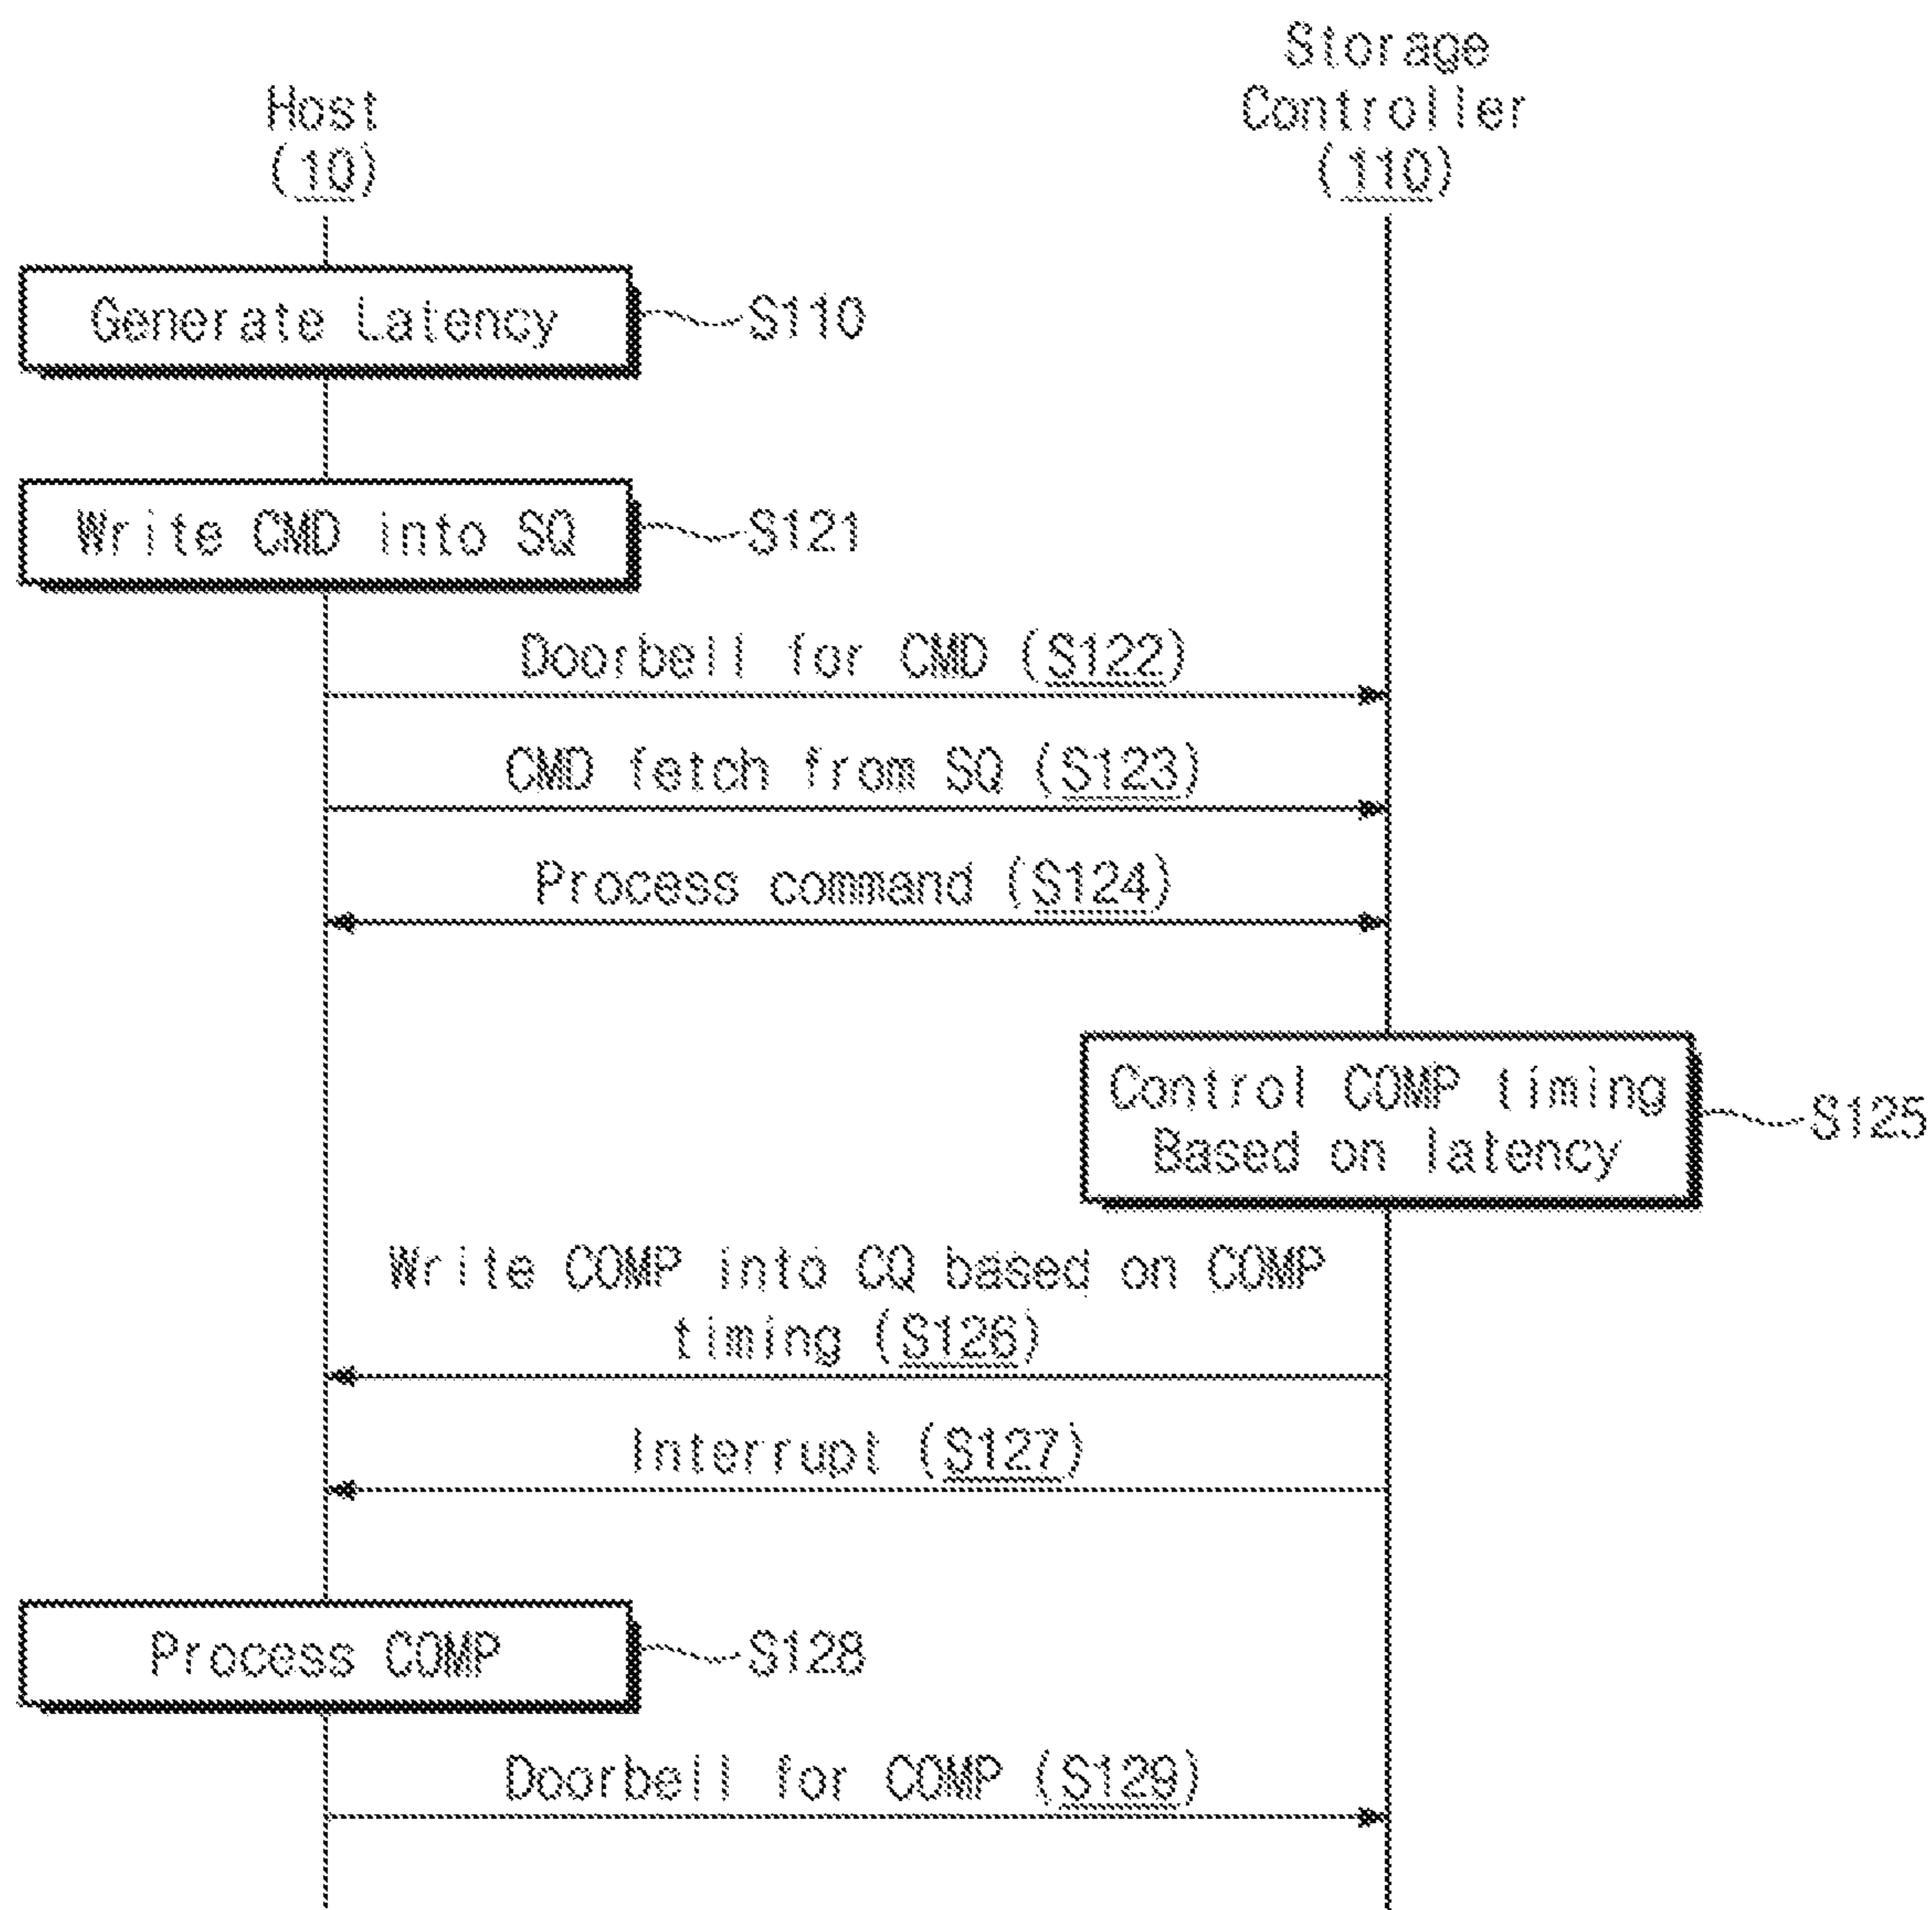 Host
(10)
Storage
Controller
(110)
Generate Latency
S110
Write CMD into SQ
S121
Doorbell for CMD (S122)
CMD fetch from SQ (S123)
Process command (S124)
Control COMP timing
Based on latency
S125
Write COMP into CQ based on COMP
timing (S126)
Interrupt (S127)
Process COMP
S128
Doorbell for COMP (S129)